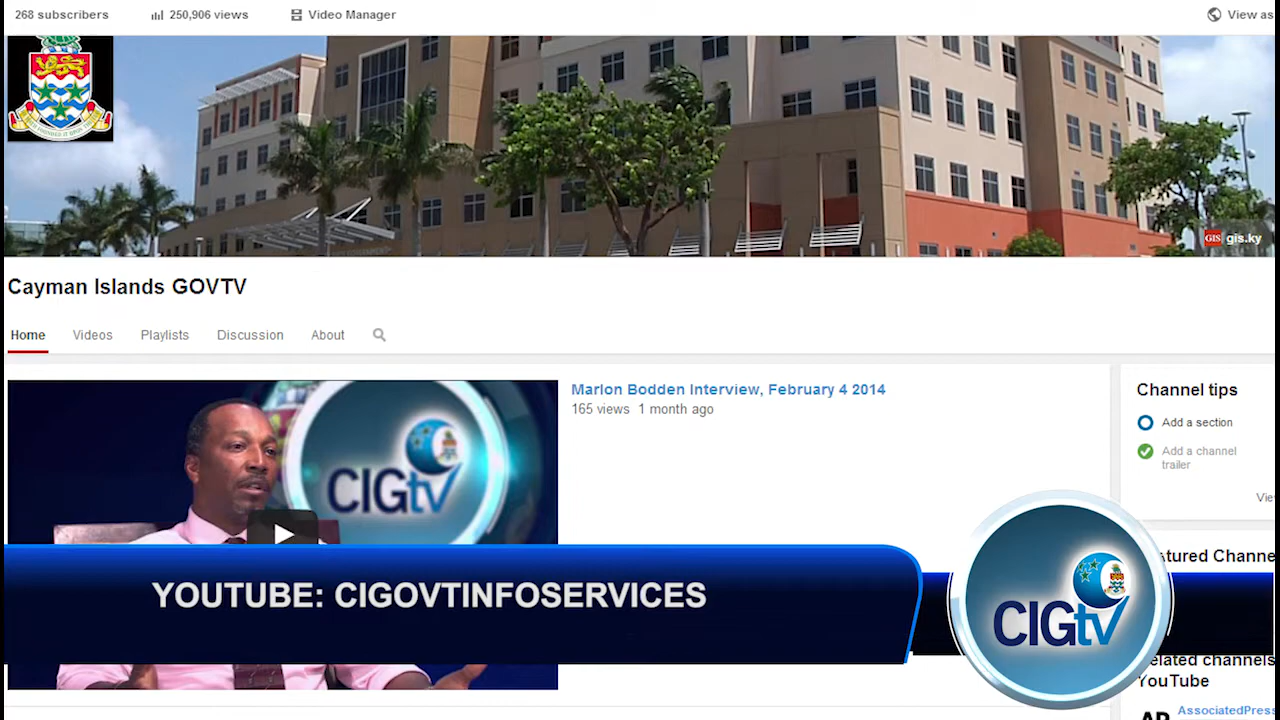 268 subscribers
250,906 views
Video Manager
View as
GIS gis.ky
Cayman Islands GOVTV
Home
Videos
Playlists
Discussion
About
Marlon Bodden Interview, February 4 2014
165 views 1 month ago
Channel tips
Add a section
Add a channel
trailer
CIGtv
YOUTUBE: CIGOVTINFOSERVICES
CIGtv
YouTube
AssociatedPress